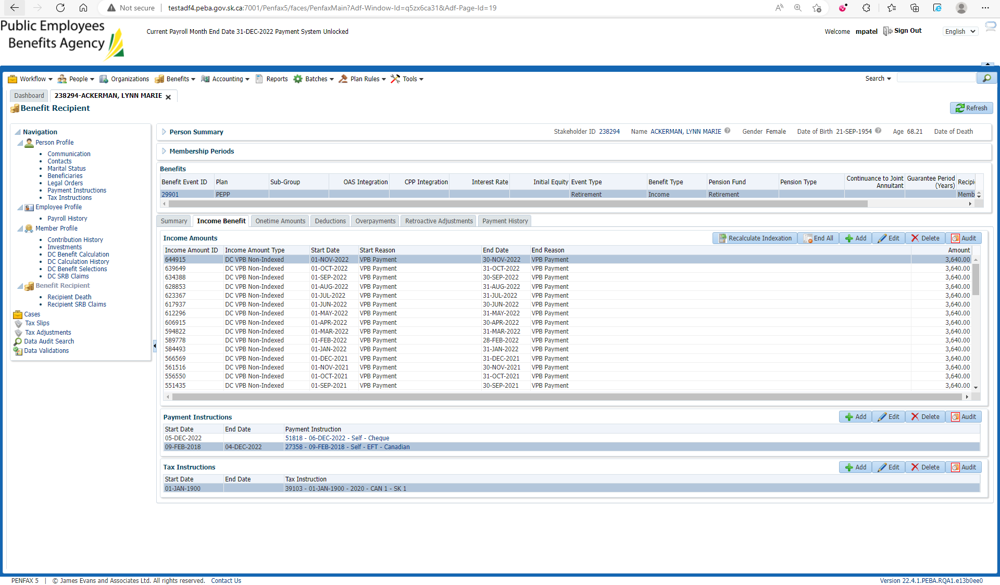 Not secure | testadf4.peba.gov.sk.ca:7001/Penfax5/faces/PenfaxMain?Adf-Window-Id=q5zx6ca31&Adf-Page-Id=19
Public Employees
Benefits Agency
Current Payroll Month End Date 31-DEC-2022 Payment System Unlocked
Welcome mpatel Sign Out English
Workflow People Organizations Benefits Accounting Reports Batches Plan Rules Tools Search
Dashboard 238294-ACKERMAN, LYNN MARIE
Benefit Recipient Refresh
Navigation
Person Profile
• Communication
• Contacts
• Marital Status
• Beneficiaries
• Legal Orders
• Payment Instructions
• Tax Instructions
Employee Profile
• Payroll History
Member Profile
• Contribution History
• Investments
• DC Benefit Calculation
• DC Calculation History
• DC Benefit Selections
• DC SRB Claims
Benefit Recipient
• Recipient Death
• Recipient SRB Claims
Cases
Tax Slips
Tax Adjustments
Data Audit Search
Data Validations
Person Summary Stakeholder ID 238294 Name ACKERMAN, LYNN MARIE Gender Female Date of Birth 21-SEP-1954 Age 68.21 Date of Death
Membership Periods
Benefits
Benefit Event ID Plan Sub-Group OAS Integration CPP Integration Interest Rate Initial Equity Event Type Benefit Type Pension Fund Pension Type Continuance to Joint Annuitant Guarantee Period (Years) Recipi
29901 PEPP Retirement Income Retirement Memb
Summary Income Benefit Onetime Amounts Deductions Overpayments Retroactive Adjustments Payment History
Income Amounts Recalculate Indexation End All Add Edit Delete Audit
Income Amount ID Income Amount Type Start Date Start Reason End Date End Reason Amount
644915 DC VPB Non-Indexed 01-NOV-2022 VPB Payment 30-NOV-2022 VPB Payment 3,640.00
639649 DC VPB Non-Indexed 01-OCT-2022 VPB Payment 31-OCT-2022 VPB Payment 3,640.00
634388 DC VPB Non-Indexed 01-SEP-2022 VPB Payment 30-SEP-2022 VPB Payment 3,640.00
628853 DC VPB Non-Indexed 01-AUG-2022 VPB Payment 31-AUG-2022 VPB Payment 3,640.00
623367 DC VPB Non-Indexed 01-JUL-2022 VPB Payment 31-JUL-2022 VPB Payment 3,640.00
617937 DC VPB Non-Indexed 01-JUN-2022 VPB Payment 30-JUN-2022 VPB Payment 3,640.00
612296 DC VPB Non-Indexed 01-MAY-2022 VPB Payment 31-MAY-2022 VPB Payment 3,640.00
606915 DC VPB Non-Indexed 01-APR-2022 VPB Payment 30-APR-2022 VPB Payment 3,640.00
594822 DC VPB Non-Indexed 01-MAR-2022 VPB Payment 31-MAR-2022 VPB Payment 3,640.00
589778 DC VPB Non-Indexed 01-FEB-2022 VPB Payment 28-FEB-2022 VPB Payment 3,640.00
584493 DC VPB Non-Indexed 01-JAN-2022 VPB Payment 31-JAN-2022 VPB Payment 3,640.00
566569 DC VPB Non-Indexed 01-DEC-2021 VPB Payment 31-DEC-2021 VPB Payment 3,640.00
561516 DC VPB Non-Indexed 01-NOV-2021 VPB Payment 30-NOV-2021 VPB Payment 3,640.00
556550 DC VPB Non-Indexed 01-OCT-2021 VPB Payment 31-OCT-2021 VPB Payment 3,640.00
551435 DC VPB Non-Indexed 01-SEP-2021 VPB Payment 30-SEP-2021 VPB Payment 3,640.00
Payment Instructions Add Edit Delete Audit
Start Date End Date Payment Instruction
05-DEC-2022 51818 - 06-DEC-2022 - Self - Cheque
09-FEB-2018 04-DEC-2022 27358 - 09-FEB-2018 - Self - EFT - Canadian
Tax Instructions Add Edit Delete Audit
Start Date End Date Tax Instruction
01-JAN-1900 39103 - 01-JAN-1900 - 2020 - CAN 1 - SK 1
PENFAX 5 | © James Evans and Associates Ltd. All rights reserved. Contact Us Version 22.4.1.PEBA.RQA1.e13b0ee0